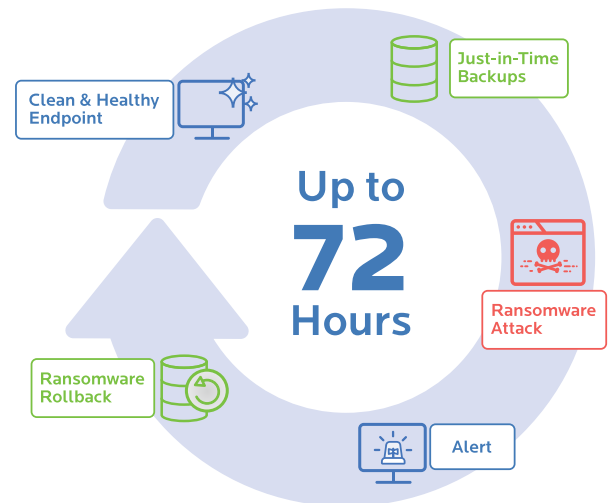 Clean & Healthy
Endpoint
Just-in-Time
Backups
Up to
72
Hours
Ransomware
Attack
Ransomware
Rollback
Alert